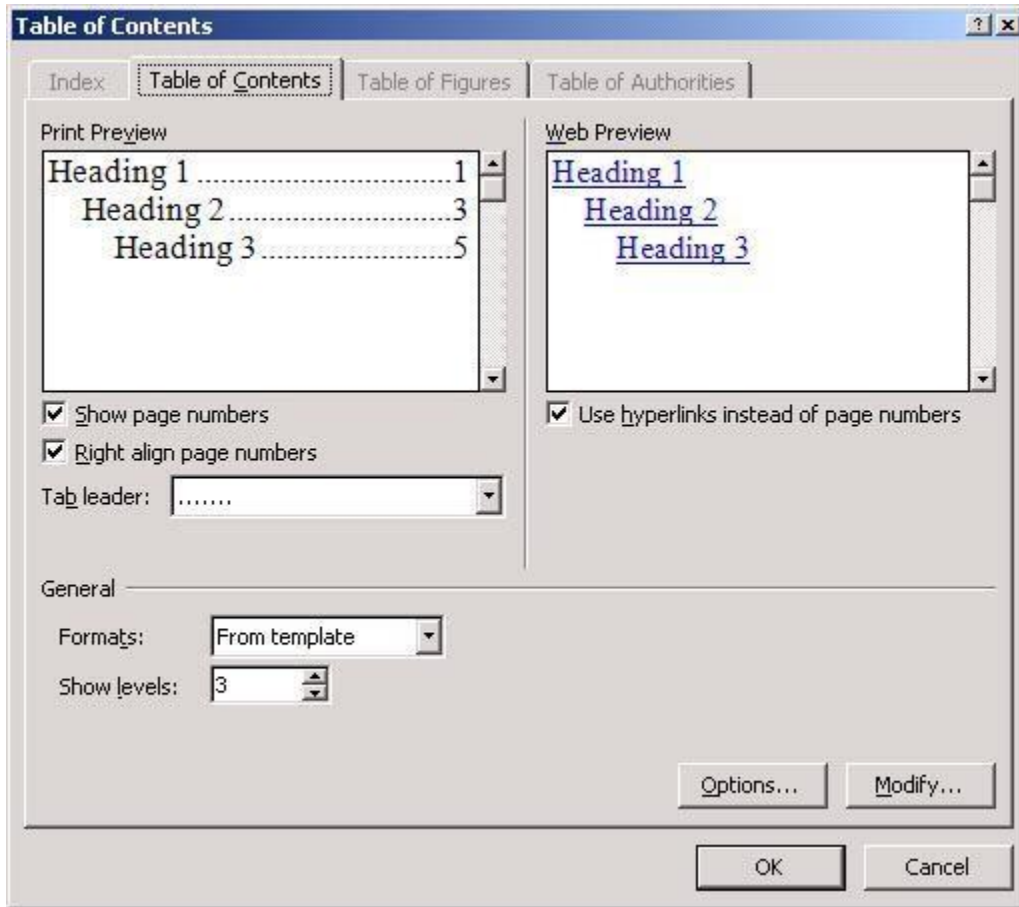 Table of Contents
Index Table of Contents Table of Figures Table of Authorities
Print Preview
Heading 1 ................................1
Heading 2............................3
Heading 3........................5
Show page numbers
Right align page numbers
Tab leader: .......
Web Preview
Heading 1
Heading 2
Heading 3
Use hyperlinks instead of page numbers
General
Formats: From template
Show levels: 3
Options... Modify...
OK Cancel